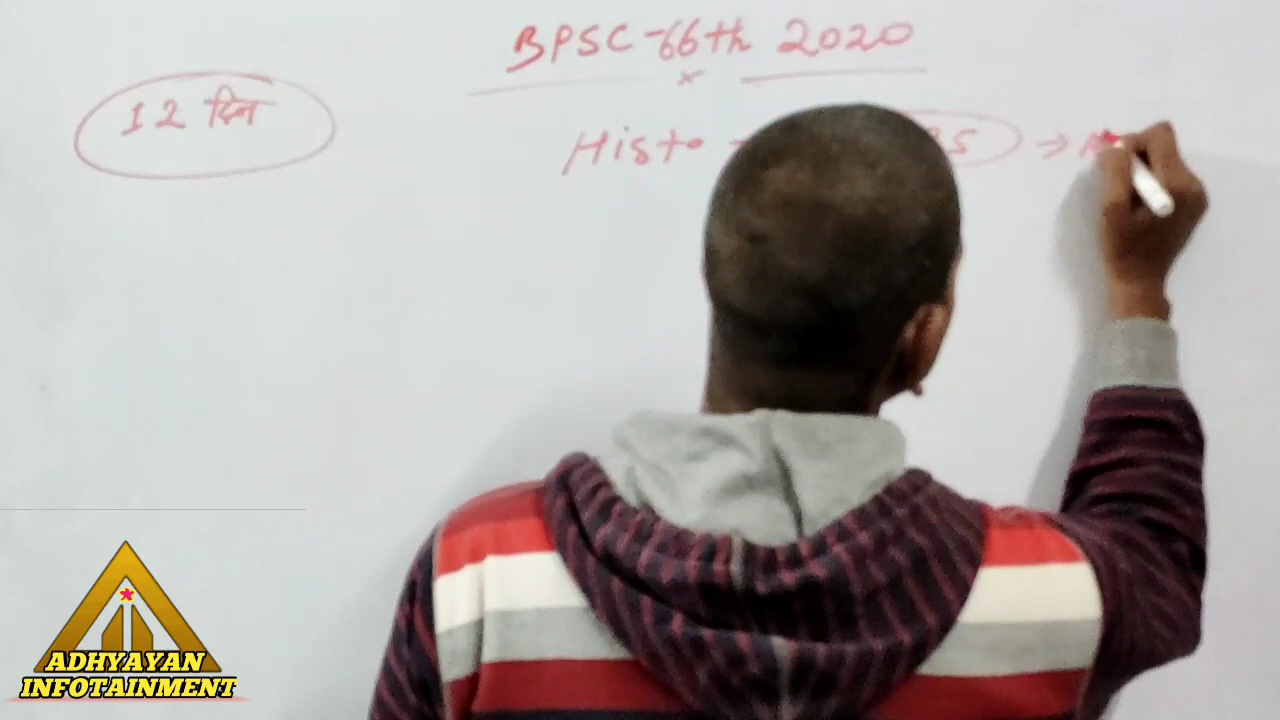 BPSC-66th 2020
12 दिन
Histo
ADHYAYAN
INFOTAINMENT